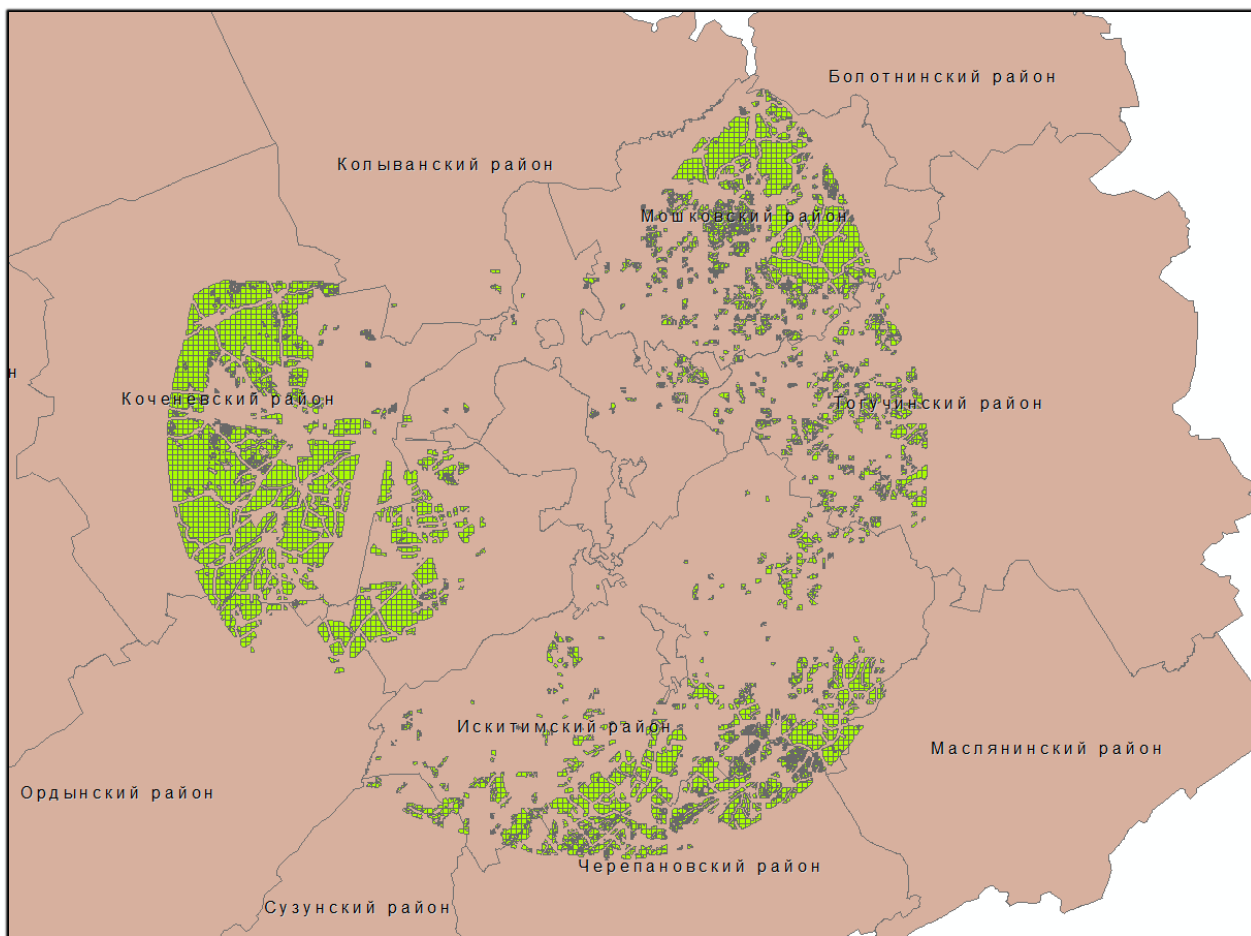 Болотнинский район
Колыванский район
Мошковский район
н
Коченевский район
Тогучинский район
Искитимский район
Маслянинский район
Ордынский район
Черепановский район
Сузунский район